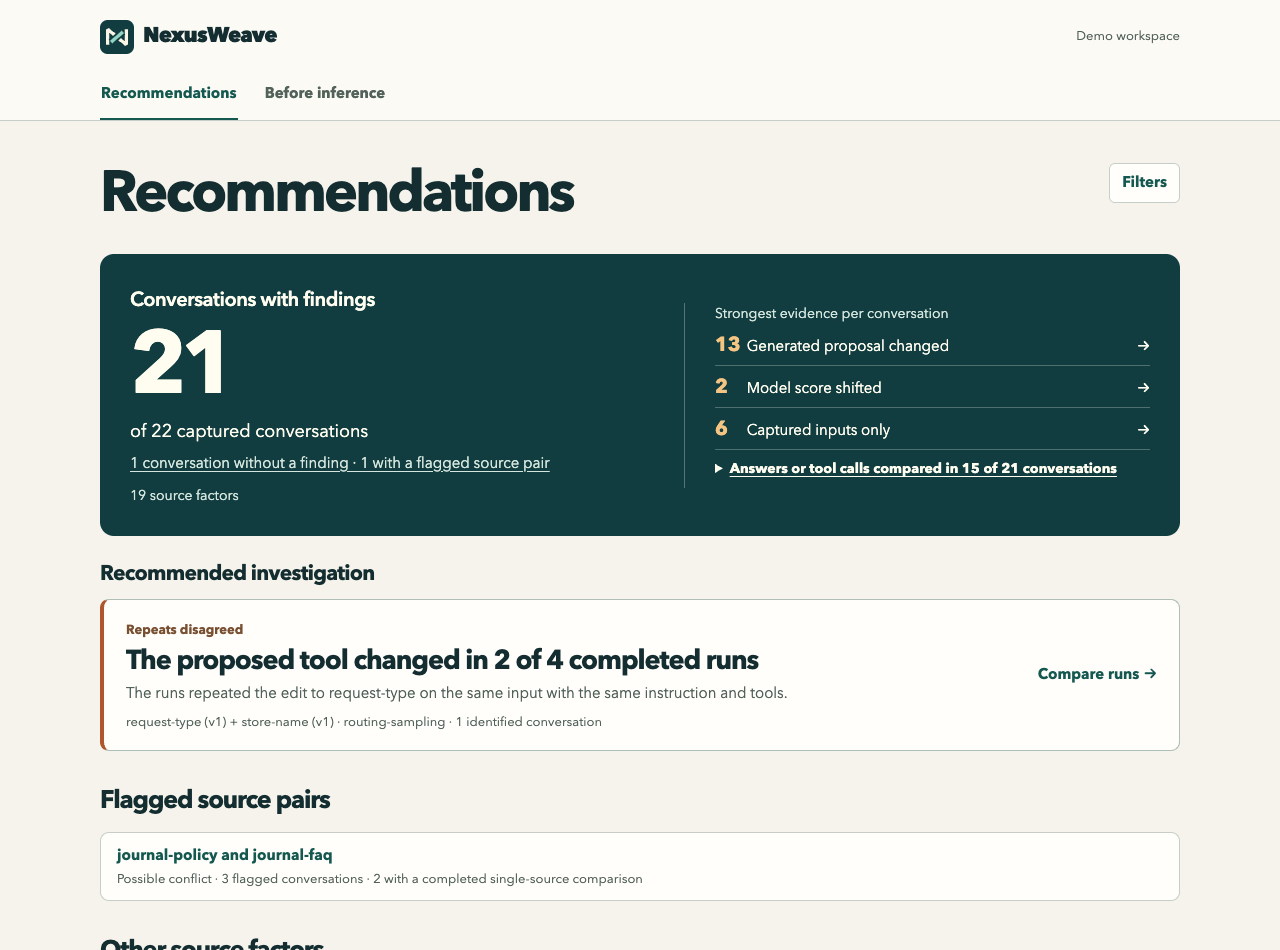 NexusWeave
Demo workspace
Recommendations
Before inference
Recommendations
Filters
Conversations with findings
21
of 22 captured conversations
1 conversation without a finding · 1 with a flagged source pair
19 source factors
Strongest evidence per conversation
13 Generated proposal changed →
2 Model score shifted →
6 Captured inputs only →
Answers or tool calls compared in 15 of 21 conversations
Recommended investigation
Repeats disagreed
The proposed tool changed in 2 of 4 completed runs
The runs repeated the edit to request-type on the same input with the same instruction and tools.
request-type (v1) + store-name (v1) · routing-sampling · 1 identified conversation
Compare runs →
Flagged source pairs
journal-policy and journal-faq
Possible conflict · 3 flagged conversations · 2 with a completed single-source comparison
Other source factors